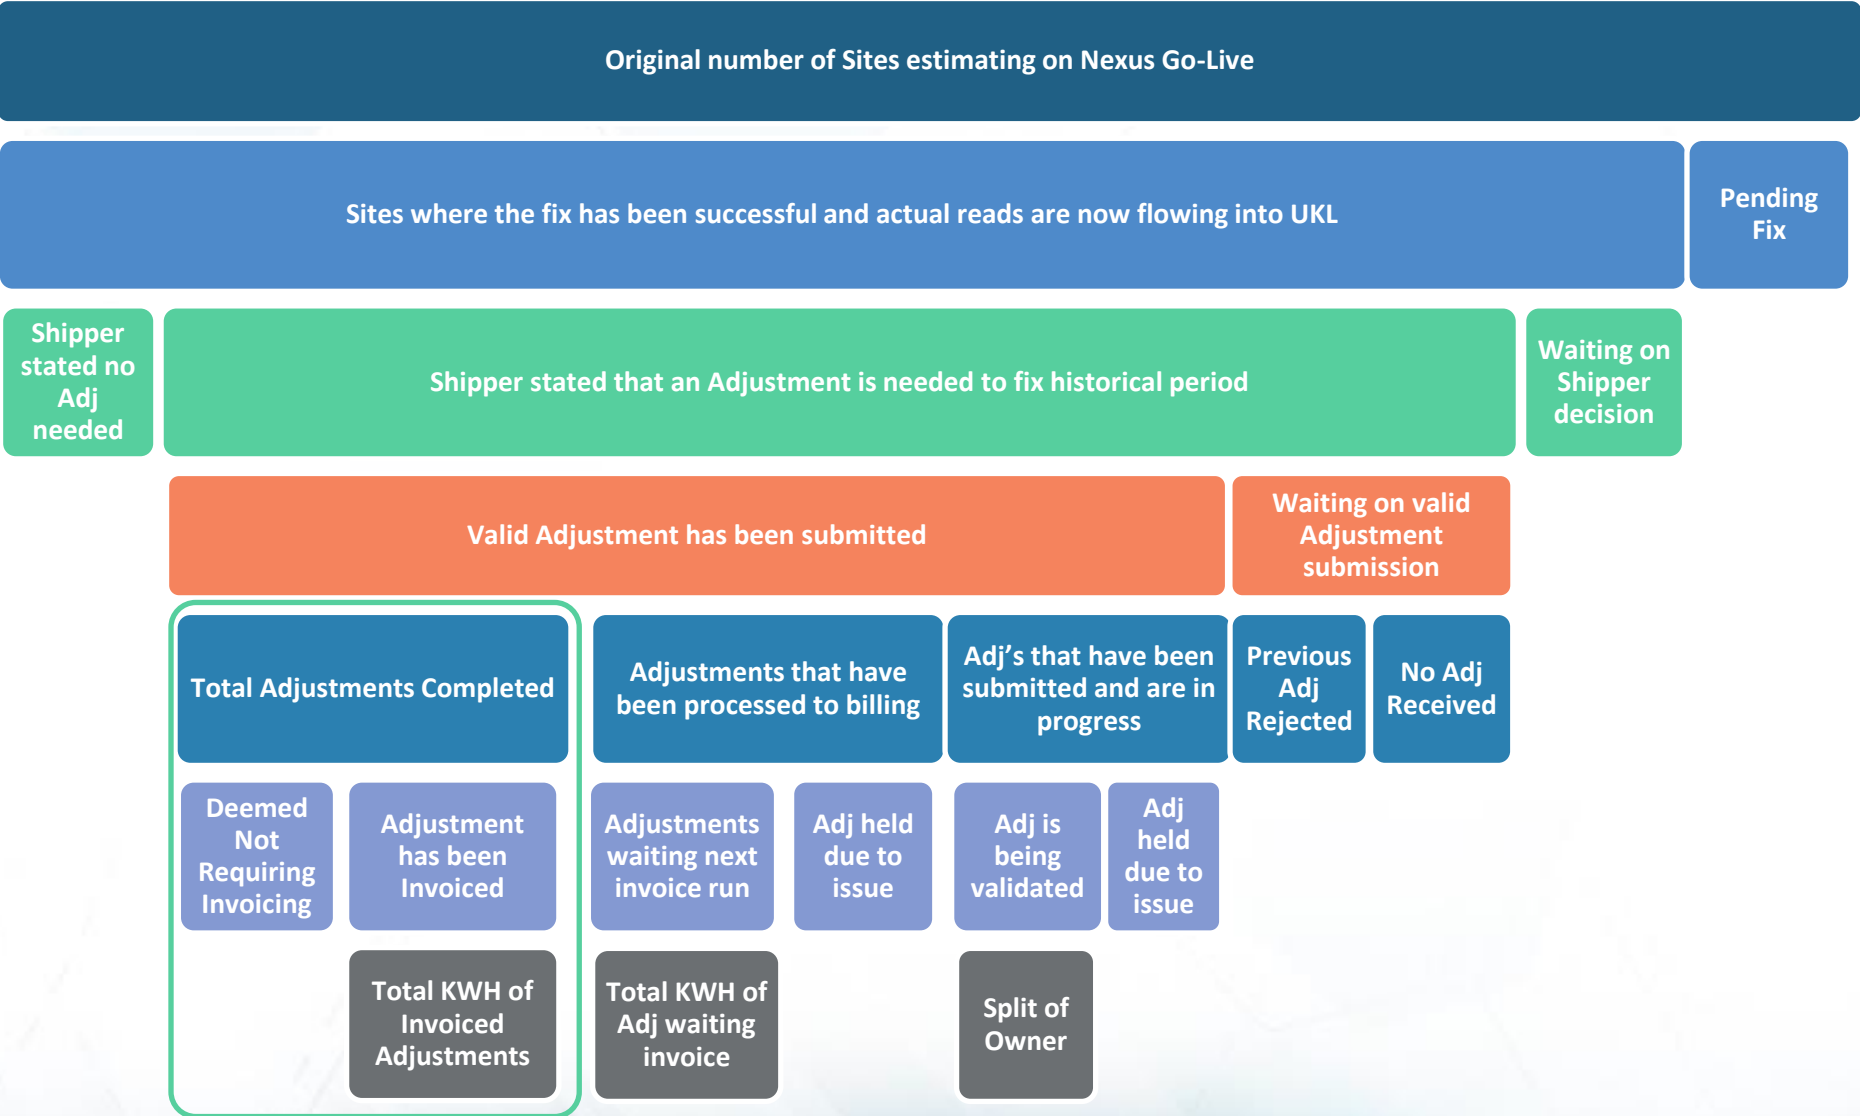 Original number of Sites estimating on Nexus Go-Live
Sites where the fix has been successful and actual reads are now flowing into UKL
Pending
Fix
Shipper
stated no
Adj
needed
Shipper stated that an Adjustment is needed to fix historical period
Waiting on
Shipper
decision
Valid Adjustment has been submitted
Waiting on valid
Adjustment
submission
Total Adjustments Completed
Adjustments that have
been processed to billing
Adj’s that have been
submitted and are in
progress
Previous
Adj
Rejected
No Adj
Received
Deemed
Not
Requiring
Invoicing
Adjustment
has been
Invoiced
Adjustments
waiting next
invoice run
Adj held
due to
issue
Adj is
being
validated
Adj
held
due to
issue
Total KWH of
Invoiced
Adjustments
Total KWH of
Adj waiting
invoice
Split of
Owner